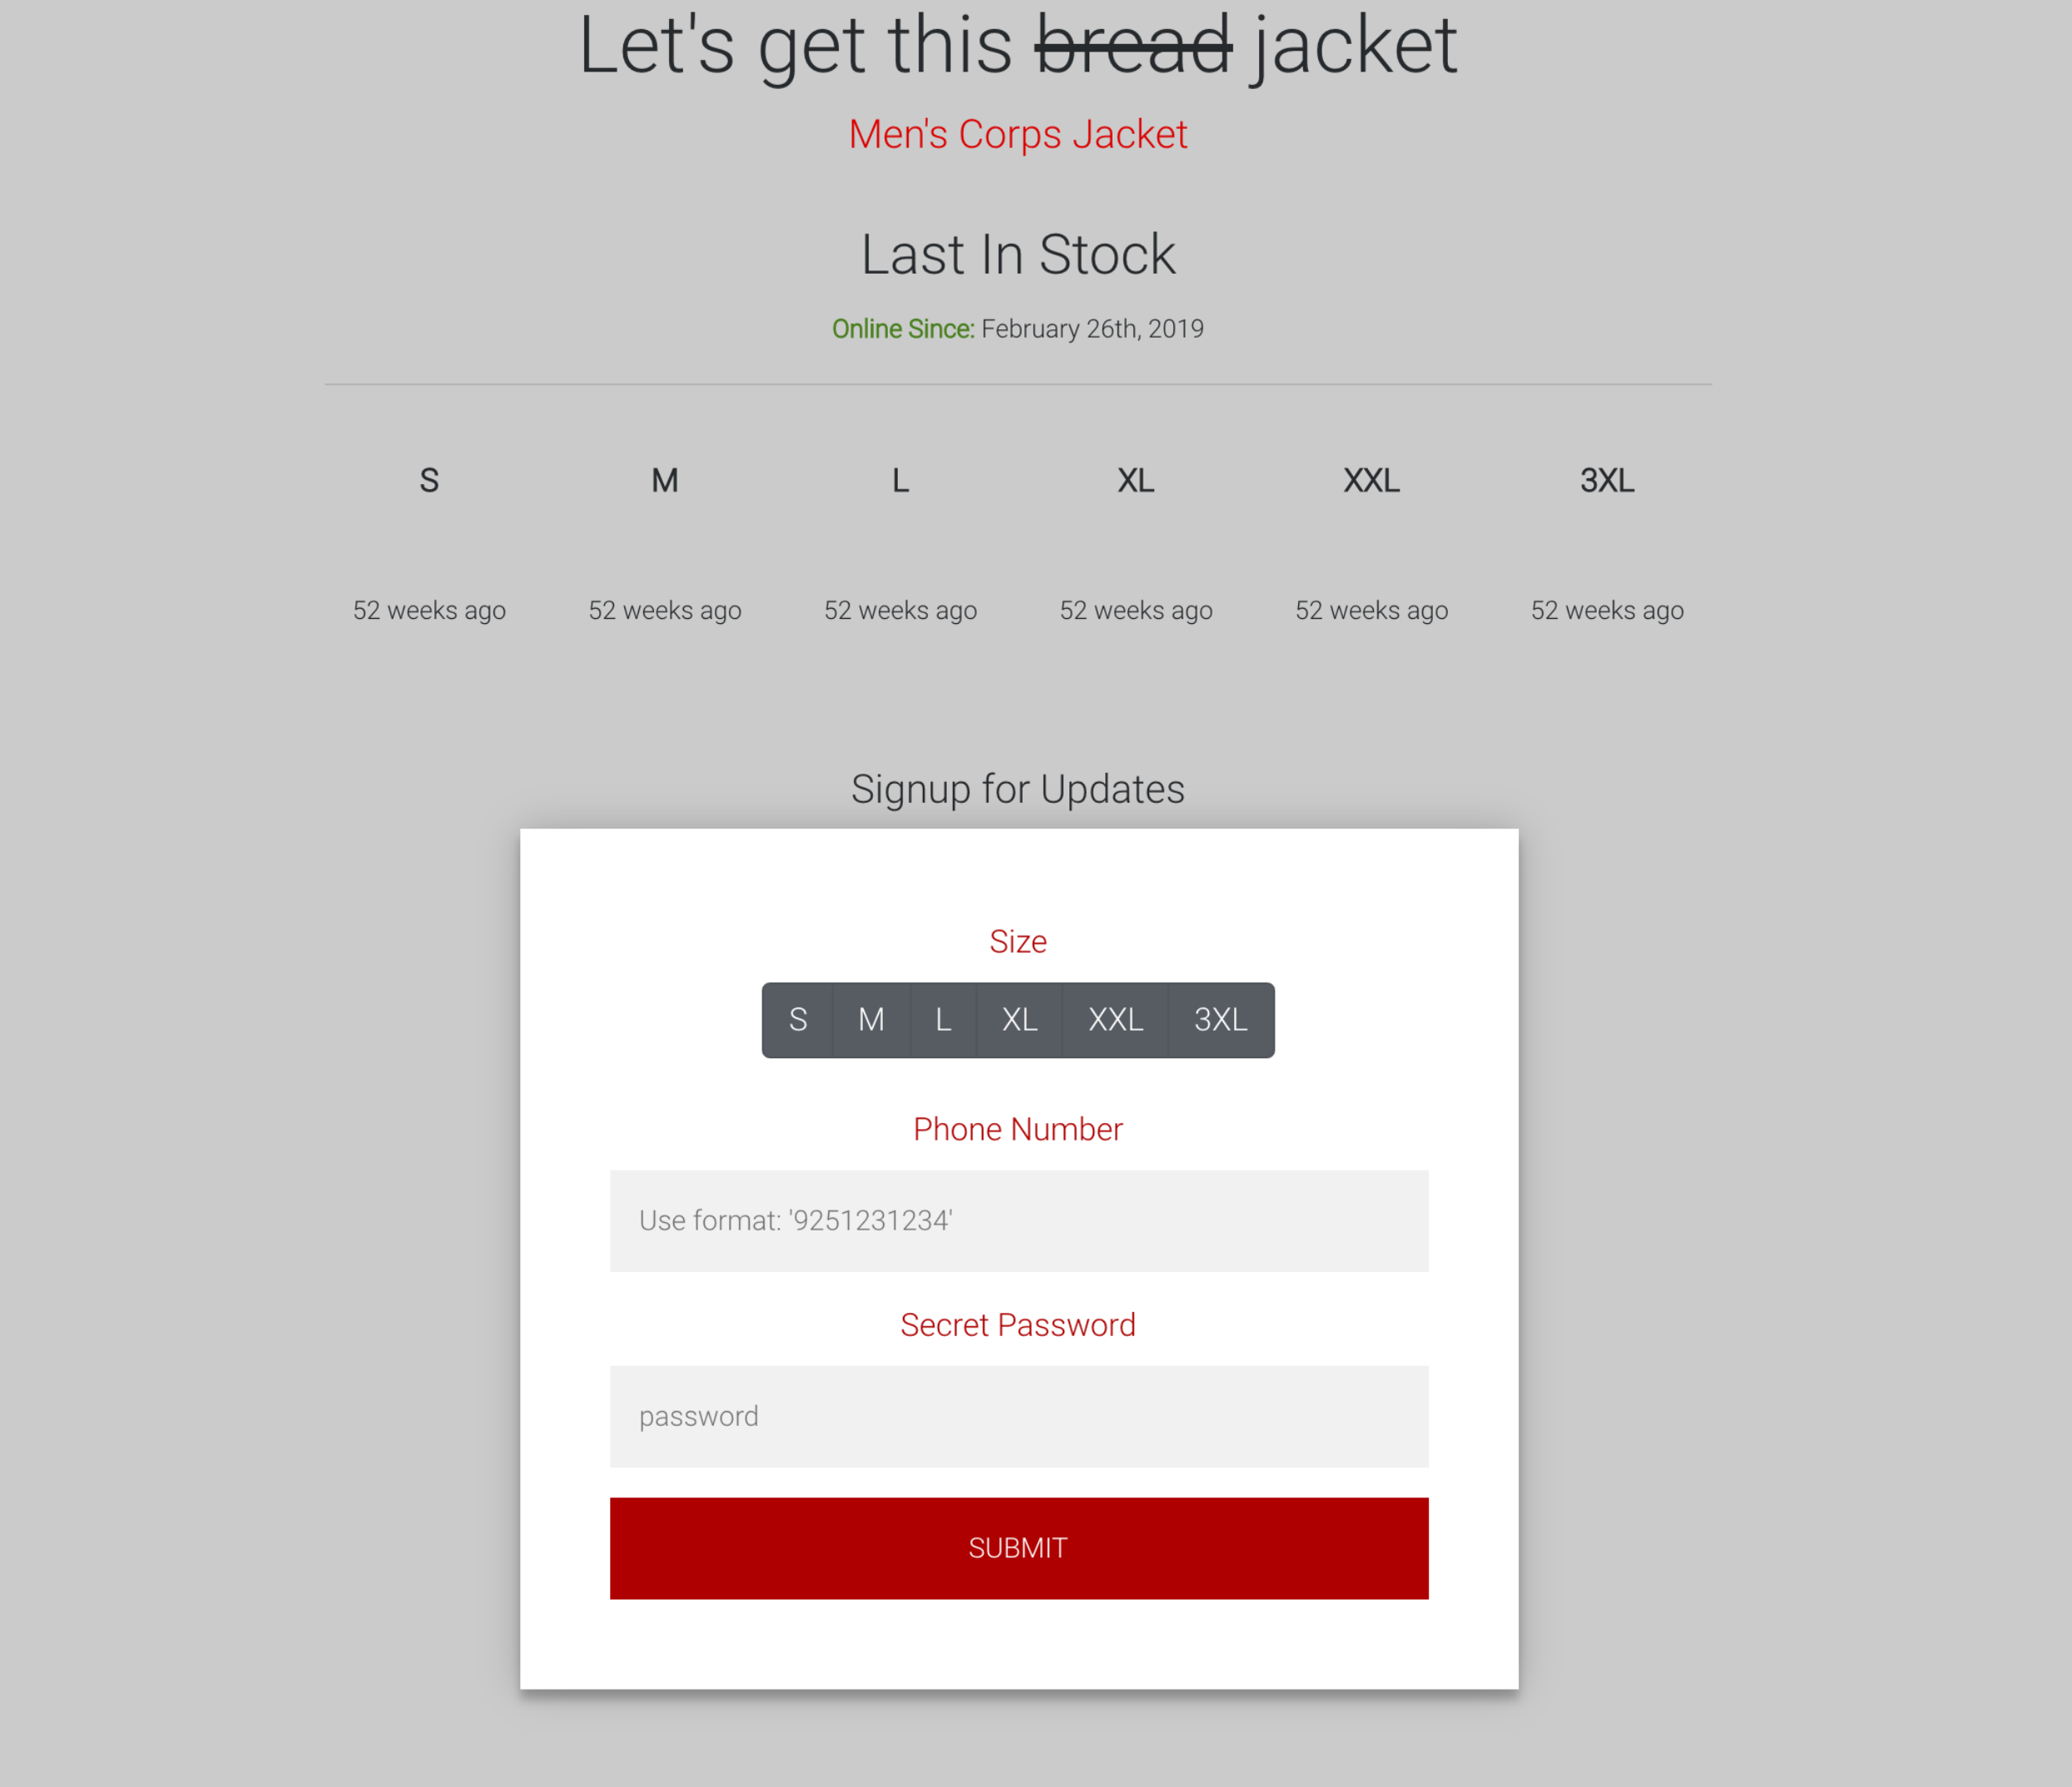 Let's get this bread jacket
Men's Corps Jacket
Last In Stock
Online Since: February 26th, 2019
S M L XL XXL 3XL
52 weeks ago 52 weeks ago 52 weeks ago 52 weeks ago 52 weeks ago 52 weeks ago
Signup for Updates
Size
S M L XL XXL 3XL
Phone Number
Use format: '9251231234'
Secret Password
password
SUBMIT